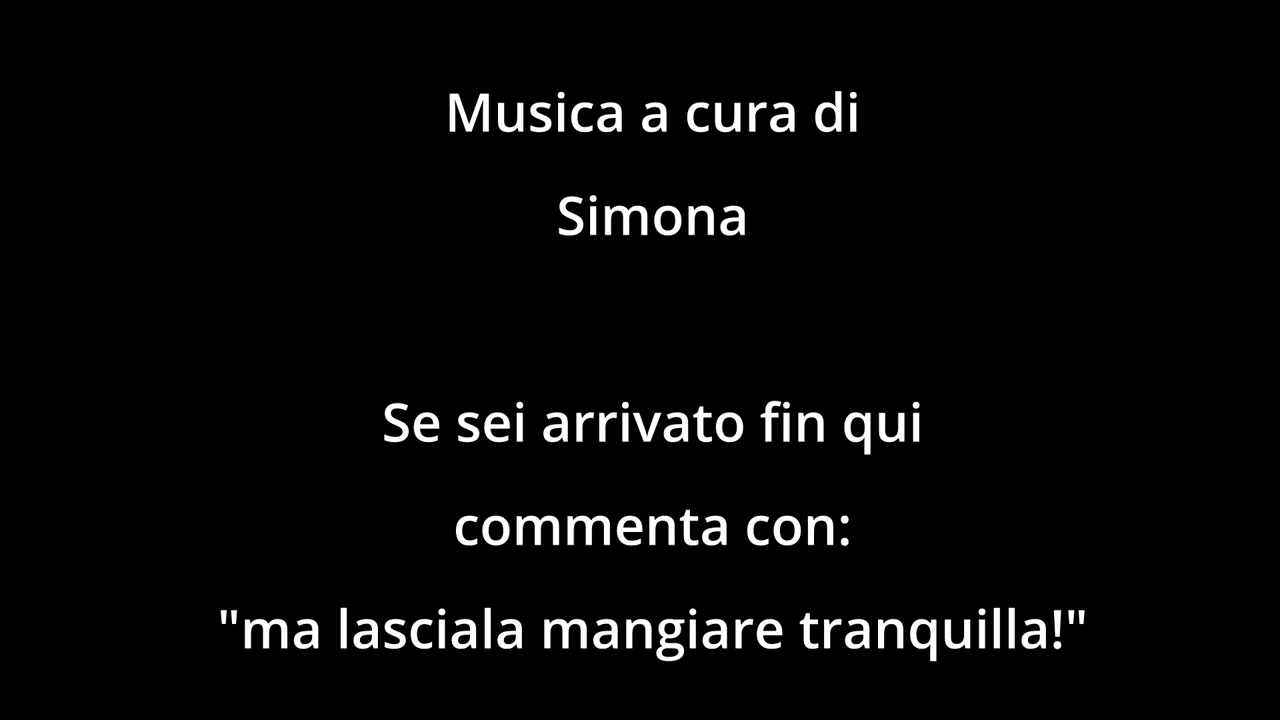 Musica a cura di
Simona
Se sei arrivato fin qui
commenta con:
"ma lasciala mangiare tranquilla!"